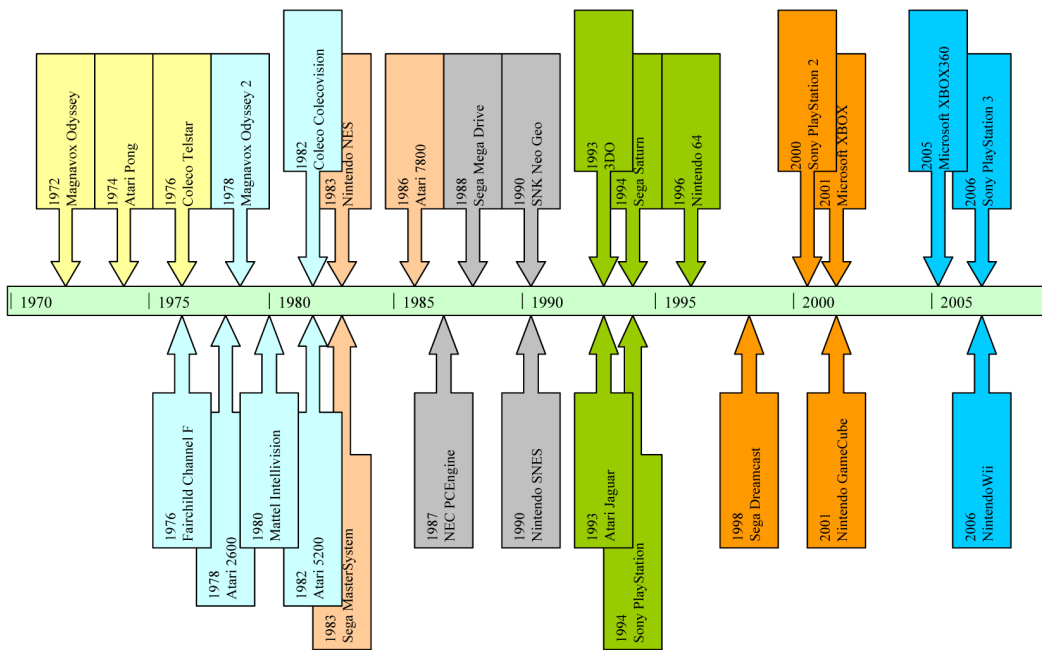 1972
Magnavox Odyssey
1974
Atari Pong
1976
Coleco Telstar
1978
Magnavox Odyssey 2
1982
Coleco Colecovision
1983
Nintendo NES
1986
Atari 7800
1988
Sega Mega Drive
1990
SNK Neo Geo
1993
3DO
1994
Sega Saturn
1996
Nintendo 64
2000
Sony PlayStation 2
2001
Microsoft XBOX
2005
Microsoft XBOX360
2006
Sony PlayStation 3
1970
1975
1980
1985
1990
1995
2000
2005
1976
Fairchild Channel F
1978
Atari 2600
1980
Mattel Intellivision
1982
Atari 5200
1983
Sega MasterSystem
1987
NEC PCEngine
1990
Nintendo SNES
1993
Atari Jaguar
1994
Sony PlayStation
1998
Sega Dreamcast
2001
Nintendo GameCube
2006
NintendoWii